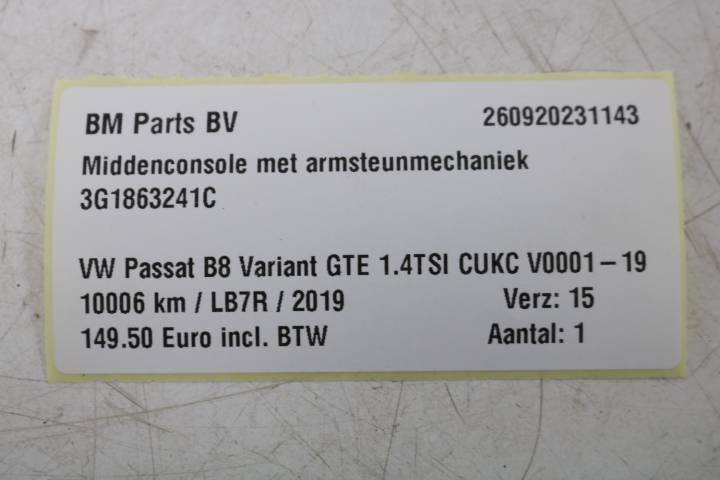 BM Parts BV 260920231143
Middenconsole met armsteunmechaniek
3G1863241C
VW Passat B8 Variant GTE 1.4TSI CUKC V0001-19
10006 km / LB7R / 2019 Verz: 15
149.50 Euro incl. BTW Aantal: 1